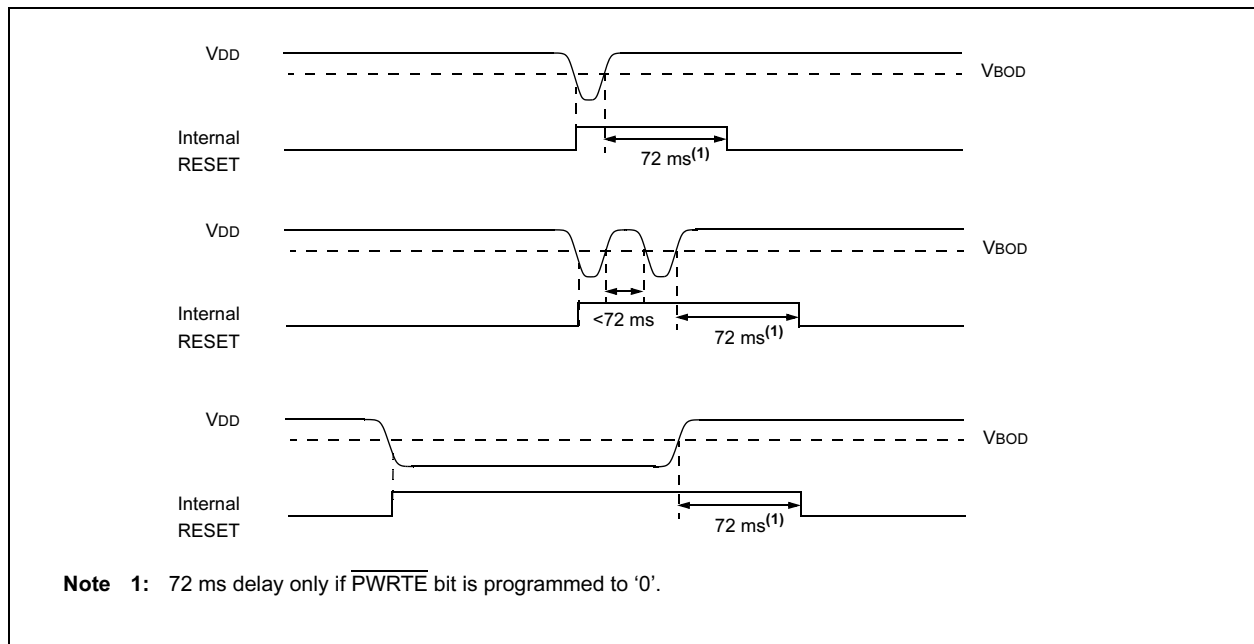 VDD
VBOD
Internal
RESET
72 ms(1)
VDD
VBOD
Internal
RESET
<72 ms
72 ms(1)
VDD
VBOD
Internal
RESET
72 ms(1)
Note 1: 72 ms delay only if PWRTE bit is programmed to ‘0’.